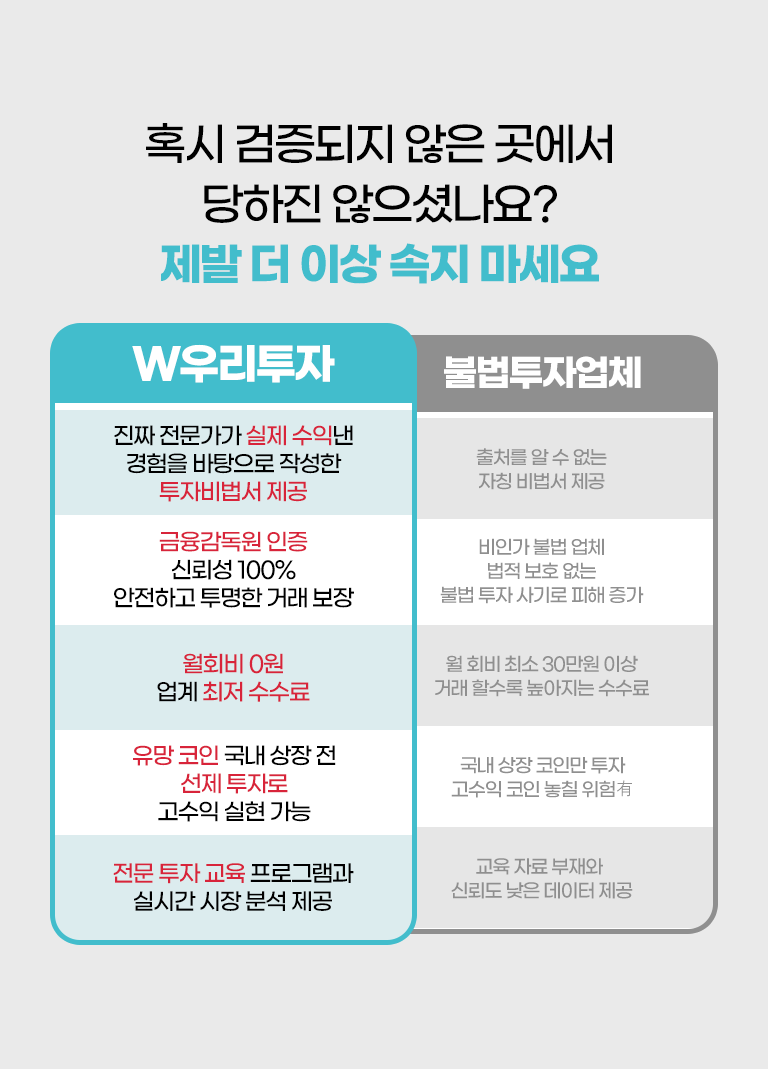 혹시 검증되지 않은 곳에서
당하진 않으셨나요?
제발 더 이상 속지 마세요
W우리투자
불법투자업체
진짜 전문가가 실제 수익낸
경험을 바탕으로 작성한
투자비법서 제공
출처를 알 수 없는
자칭 비법서 제공
금융감독원 인증
신뢰성 100%
안전하고 투명한 거래 보장
비인가 불법 업체
법적 보호 없는
불법 투자 사기로 피해 증가
월회비 0원
업계 최저 수수료
월 회비 최소 30만원 이상
거래 할수록 높아지는 수수료
유망 코인 국내 상장 전
선제 투자로
고수익 실현 가능
국내 상장 코인만 투자
고수익 코인 놓칠 위험有
전문 투자 교육 프로그램과
실시간 시장 분석 제공
교육 자료 부재와
신뢰도 낮은 데이터 제공